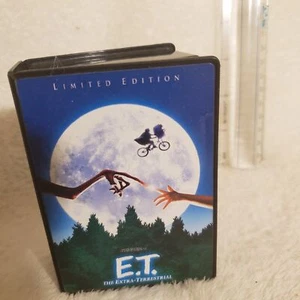 LIMITED EDITION
E.T.
THE EXTRA-TERRESTRIAL